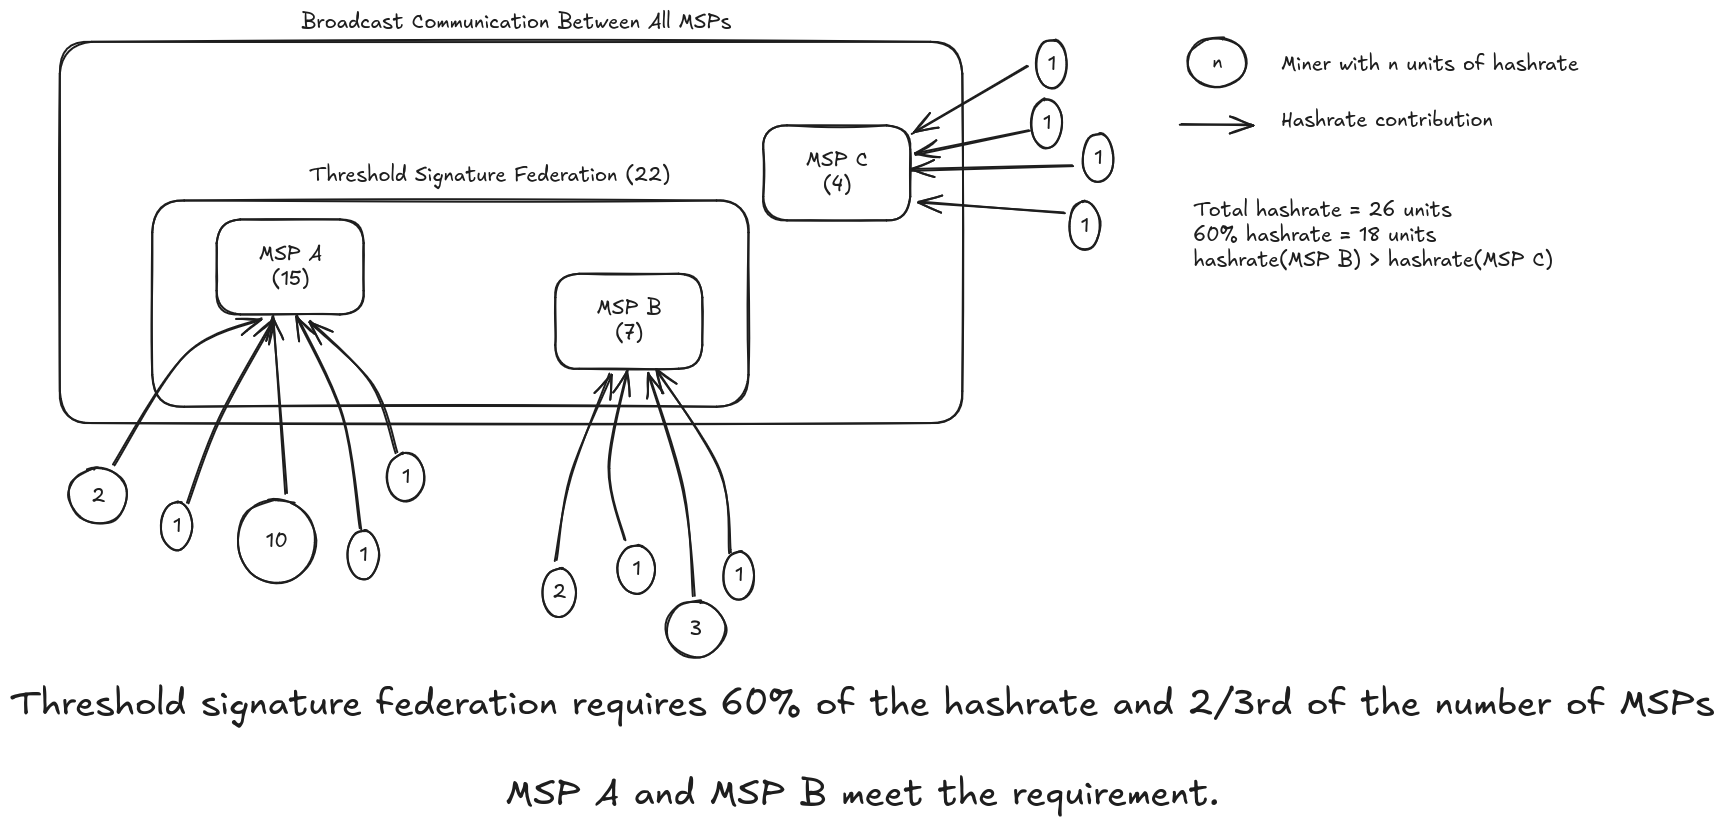 Broadcast Communication Between All MSPs
1
n
Miner with n units of hashrate
1
Hashrate contribution
MSP C
(4)
1
Threshold Signature Federation (22)
1
Total hashrate = 26 units
60% hashrate = 18 units
hashrate(MSP B) > hashrate(MSP C)
MSP A
(15)
MSP B
(7)
2
1
10
1
1
2
1
3
1
Threshold signature federation requires 60% of the hashrate and 2/3rd of the number of MSPs
MSP A and MSP B meet the requirement.